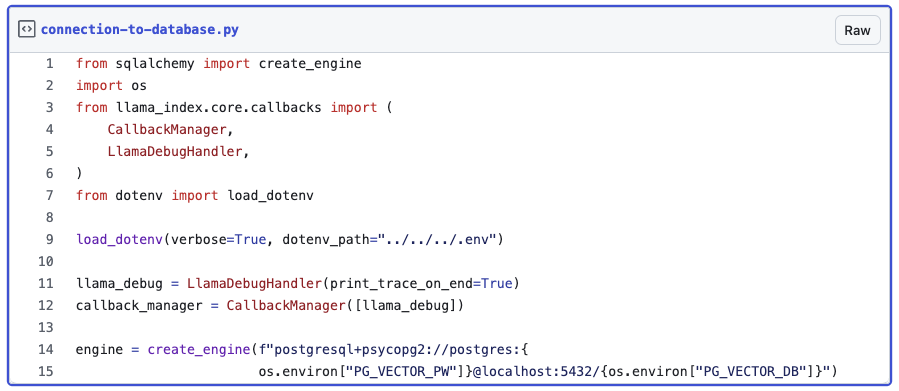 connection-to-database.py
Raw
1 from sqlalchemy import create_engine
2 import os
3 from llama_index.core.callbacks import (
4     CallbackManager,
5     LlamaDebugHandler,
6 )
7 from dotenv import load_dotenv
8
9 load_dotenv(verbose=True, dotenv_path="../../../.env")
10
11 llama_debug = LlamaDebugHandler(print_trace_on_end=True)
12 callback_manager = CallbackManager([llama_debug])
13
14 engine = create_engine(f"postgresql+psycopg2://postgres:{
15                        os.environ["PG_VECTOR_PW"]}@localhost:5432/{os.environ["PG_VECTOR_DB"]}")